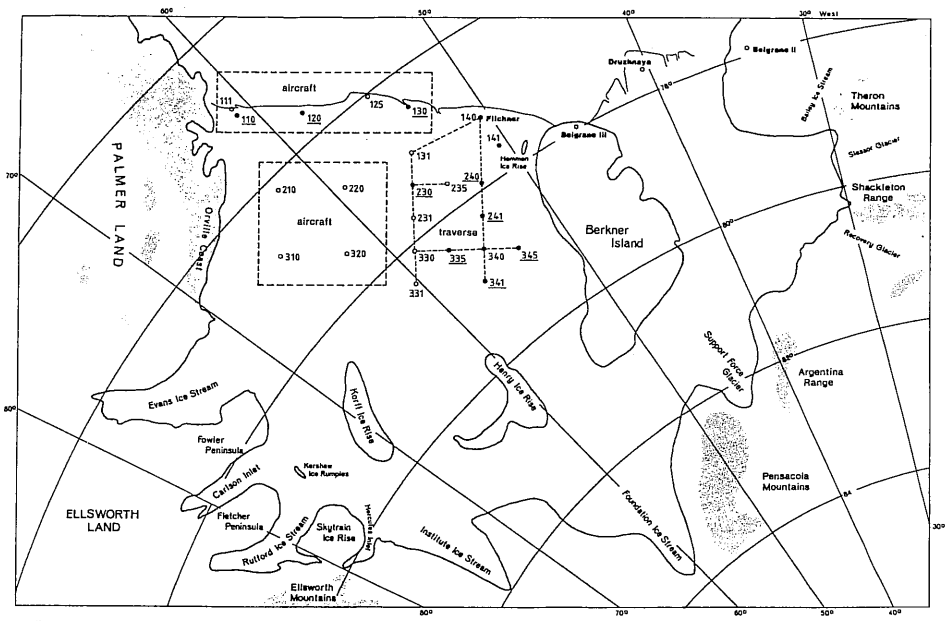 60°
50°
40°
30° West
Belgrano II
Druzhnaya
78°
Bailey Ice Stream
Theron
Mountains
aircraft
111
110
120
125
130
140 Filchner
141
Belgrano III
Hemmen
Ice Rise
Slessor Glacier
Shackleton
Range
PALMER LAND
70°
Orville Coast
131
210
220
230
235
240
aircraft
231
241
traverse
Berkner
Island
80°
Recovery Glacier
310
320
330
335
340
345
331
341
Support Force
Glacier
82°
Argentina
Range
Evans Ice Stream
Korff Ice Rise
Henry Ice Rise
80°
Fowler
Peninsula
Kershaw
Ice Rumples
Carlson Inlet
Pensacola
Mountains
84
ELLSWORTH
LAND
Fletcher
Peninsula
Rutford Ice Stream
Skytrain
Ice Rise
Hercules Inlet
Institute Ice Stream
Foundation Ice Stream
30°
Ellsworth
Mountains
80°
70°
60°
50°
40°